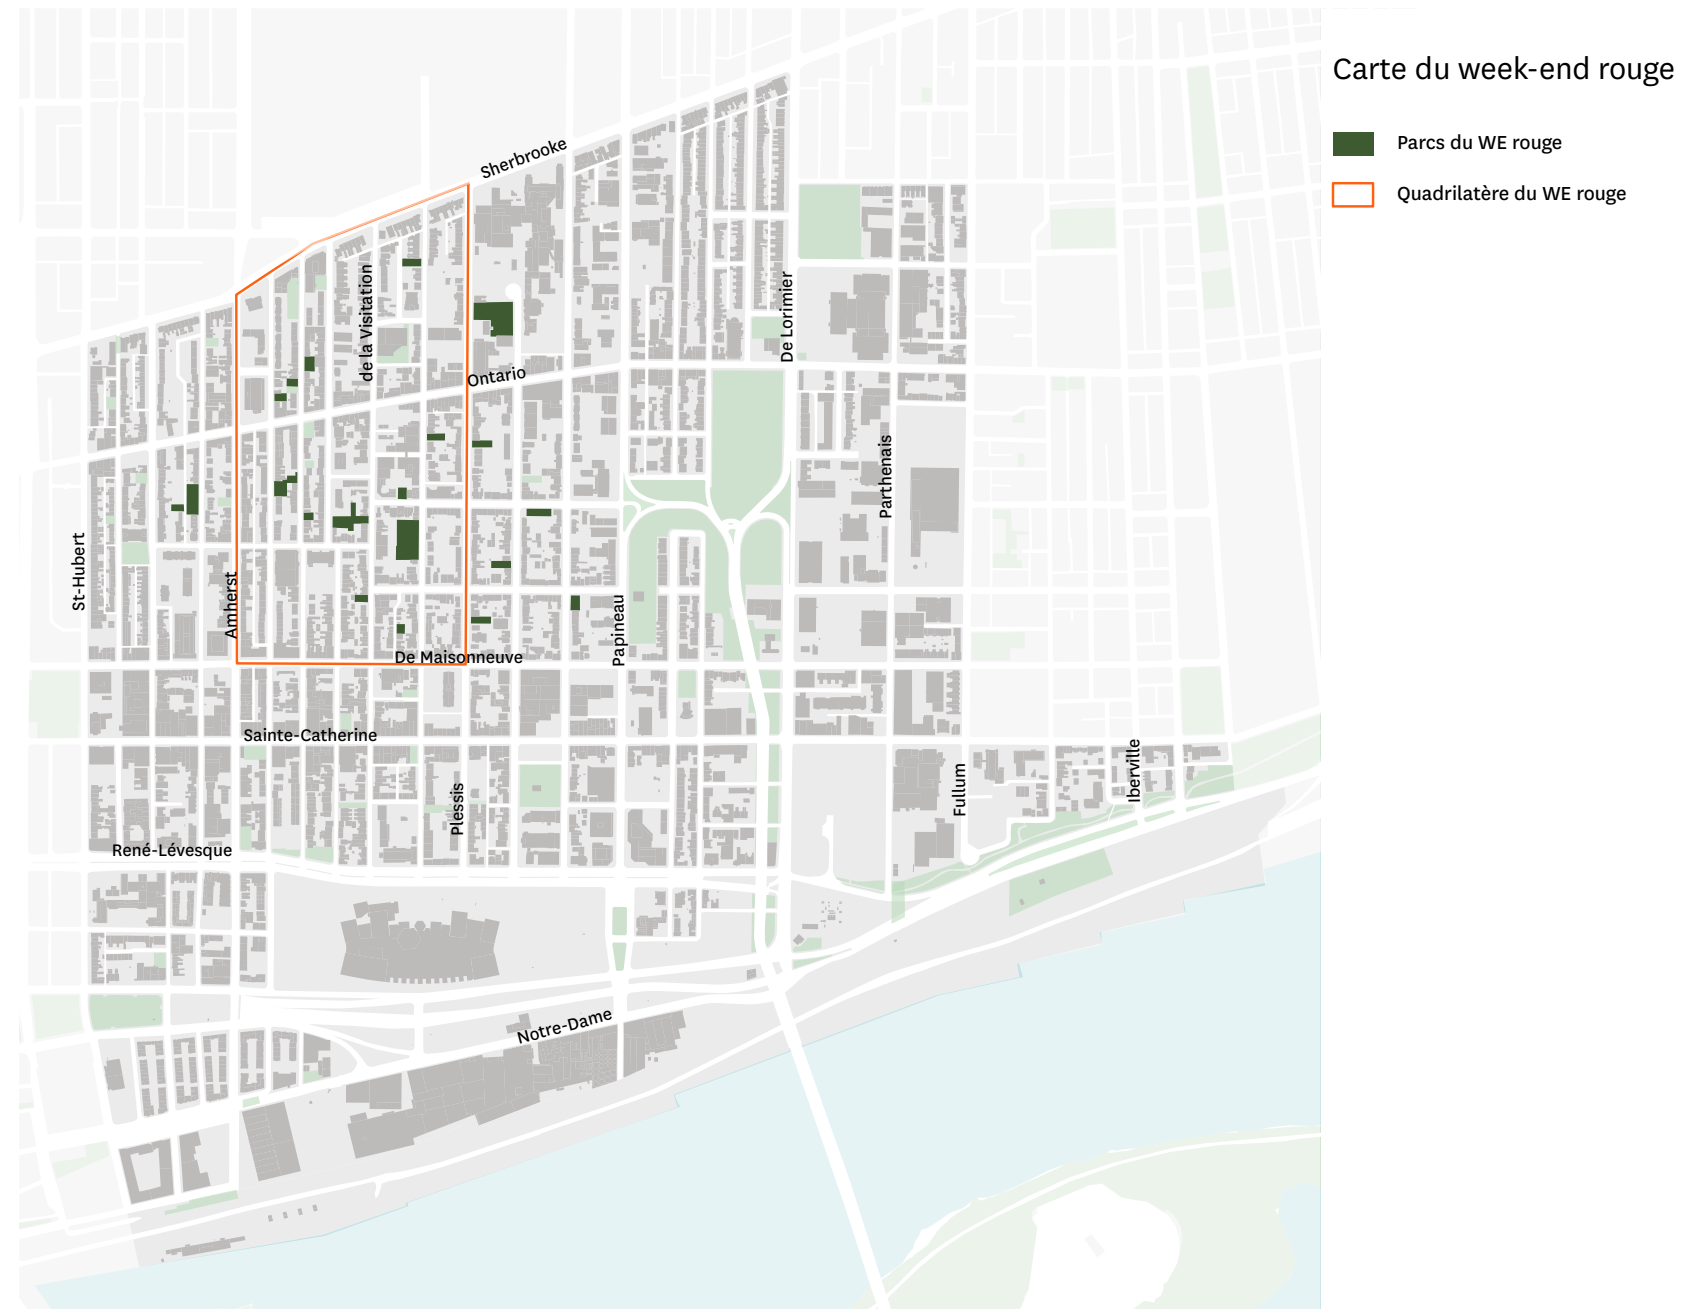 Carte du week-end rouge
Parcs du WE rouge
Quadrilatère du WE rouge
Sherbrooke
de la Visitation
De Lorimier
Ontario
Parthenais
St-Hubert
Amherst
Papineau
De Maisonneuve
Sainte-Catherine
Plessis
Fullum
Iberville
René-Lévesque
Notre-Dame